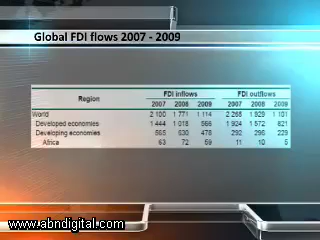 Global FDI flows 2007 - 2009
Region FDI inflows FDI outflows
2007 2008 2009 2007 2008 2009
World 2 100 1 771 1 114 2 268 1 929 1 101
Developed economies 1 444 1 018 566 1 924 1 572 821
Developing economies 565 630 478 292 296 229
Africa 63 72 59 11 10 5
www.abndigital.com